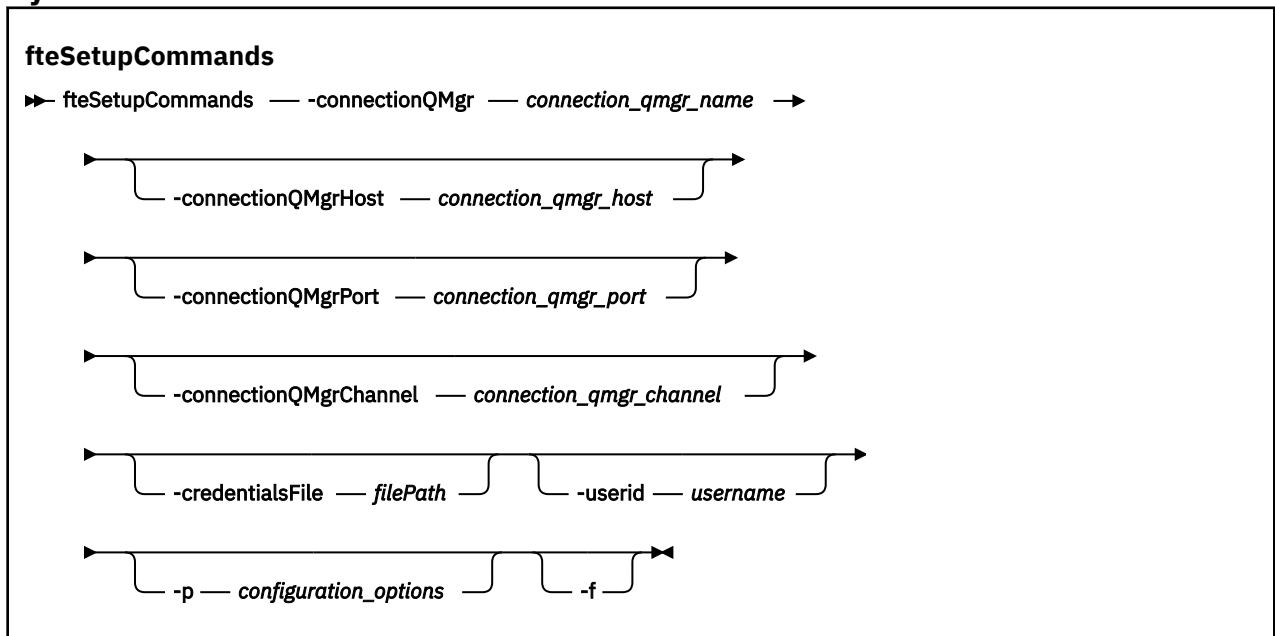 fteSetupCommands
fteSetupCommands -connectionQMgr connection_qmgr_name
-connectionQMgrHost connection_qmgr_host
-connectionQMgrPort connection_qmgr_port
-connectionQMgrChannel connection_qmgr_channel
-credentialsFile filePath -userid username
-p configuration_options -f